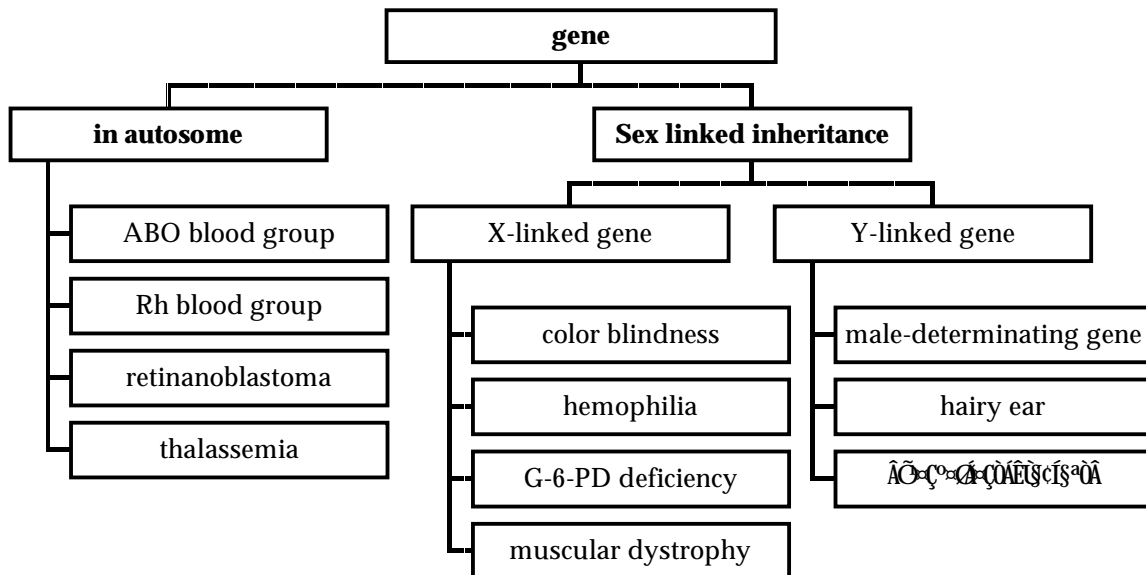 gene
in autosome
Sex linked inheritance
ABO blood group
X-linked gene
Y-linked gene
Rh blood group
color blindness
male-determinating gene
retinanoblastoma
hemophilia
hairy ear
thalassemia
G-6-PD deficiency
muscular dystrophy